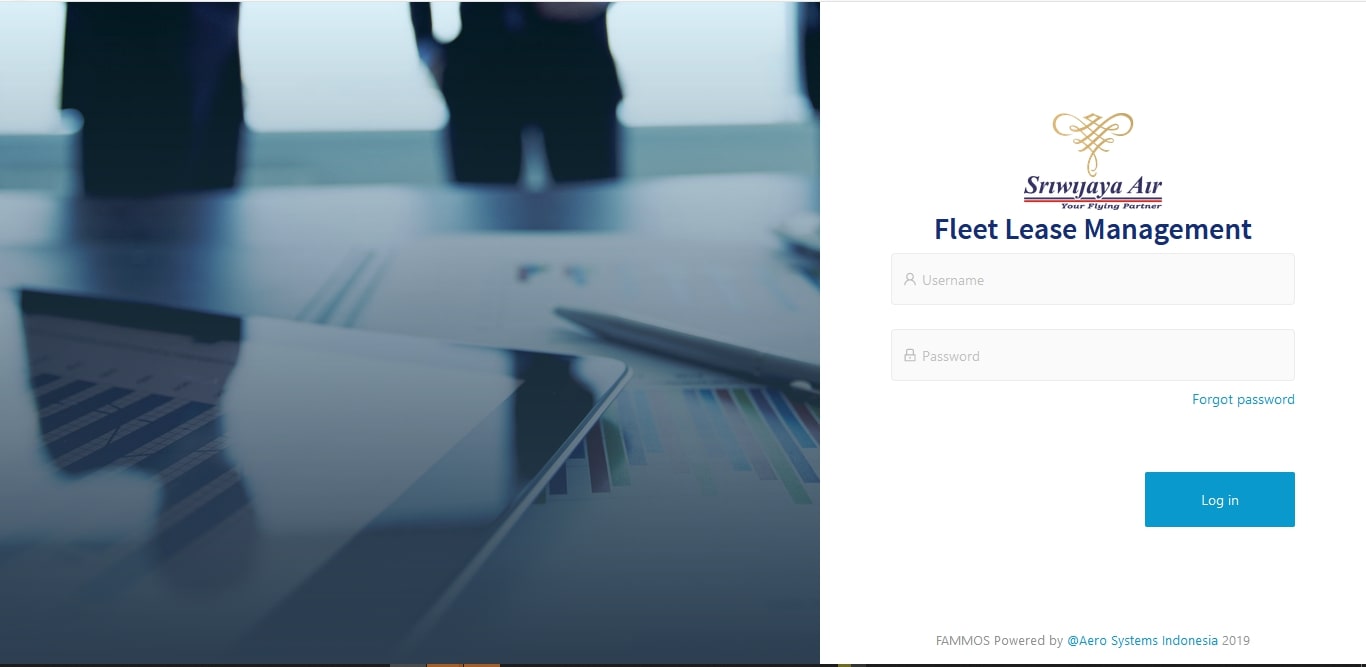 Sriwijaya Air
Your Flying Partner
Fleet Lease Management
Username
Password
Forgot password
Log in
FAMMOS Powered by @Aero Systems Indonesia 2019